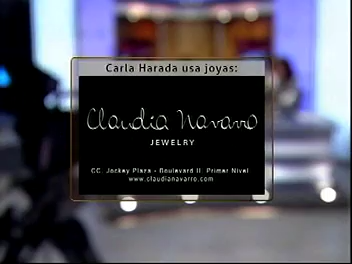 Carla Harada usa joyas:
Claudia Navarro
JEWELRY
CC. Jockey Plaza - Boulevard II. Primer Nivel
www.claudianavarro.com